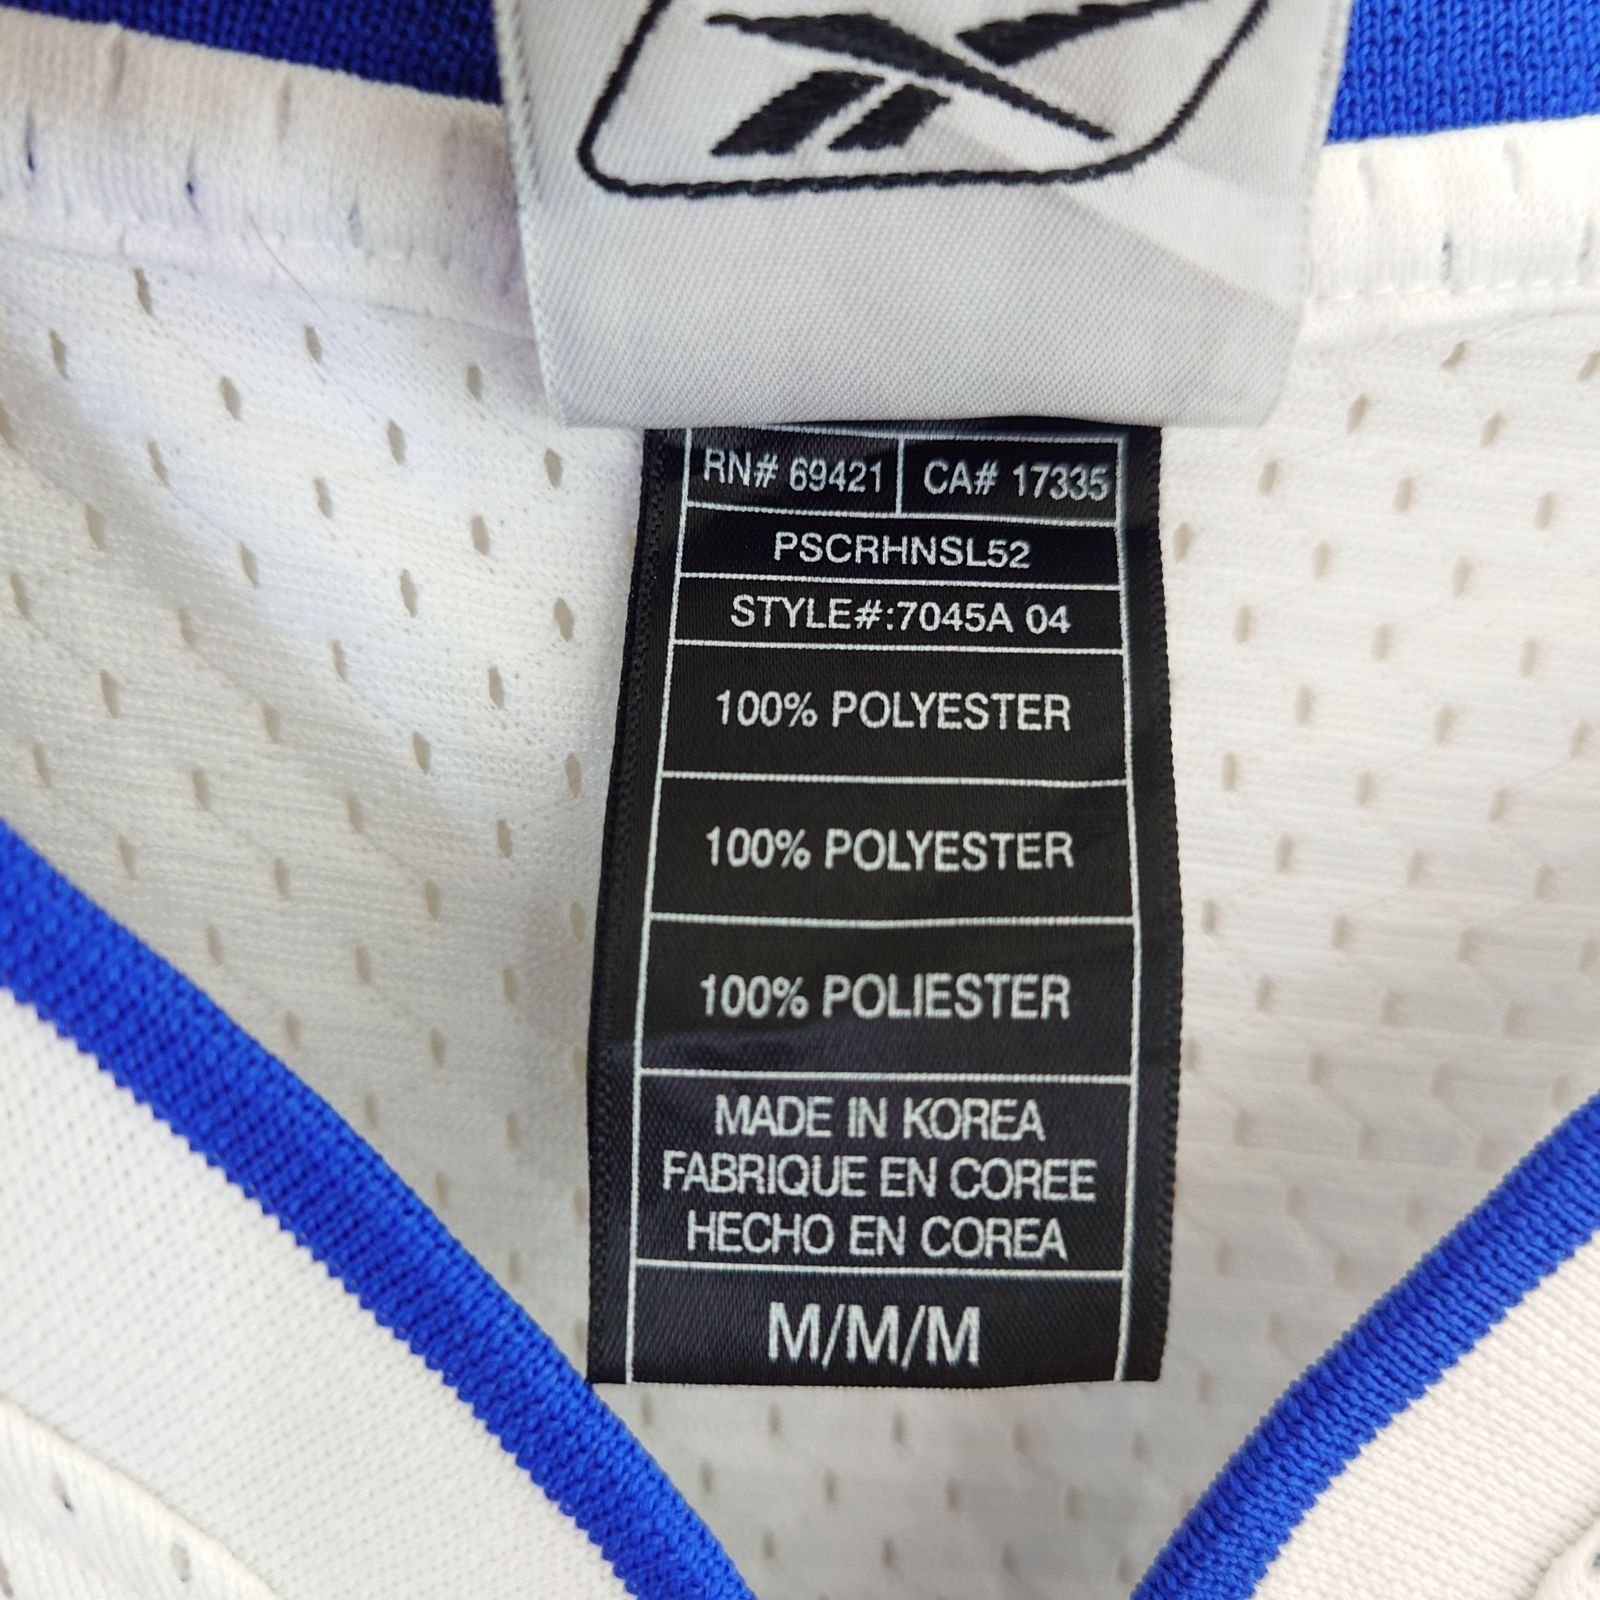 RN# 69421 CA# 17335
PSCRHNSL52
STYLE#:7045A 04
100% POLYESTER
100% POLYESTER
100% POLIESTER
MADE IN KOREA
FABRIQUE EN COREE
HECHO EN COREA
M/M/M